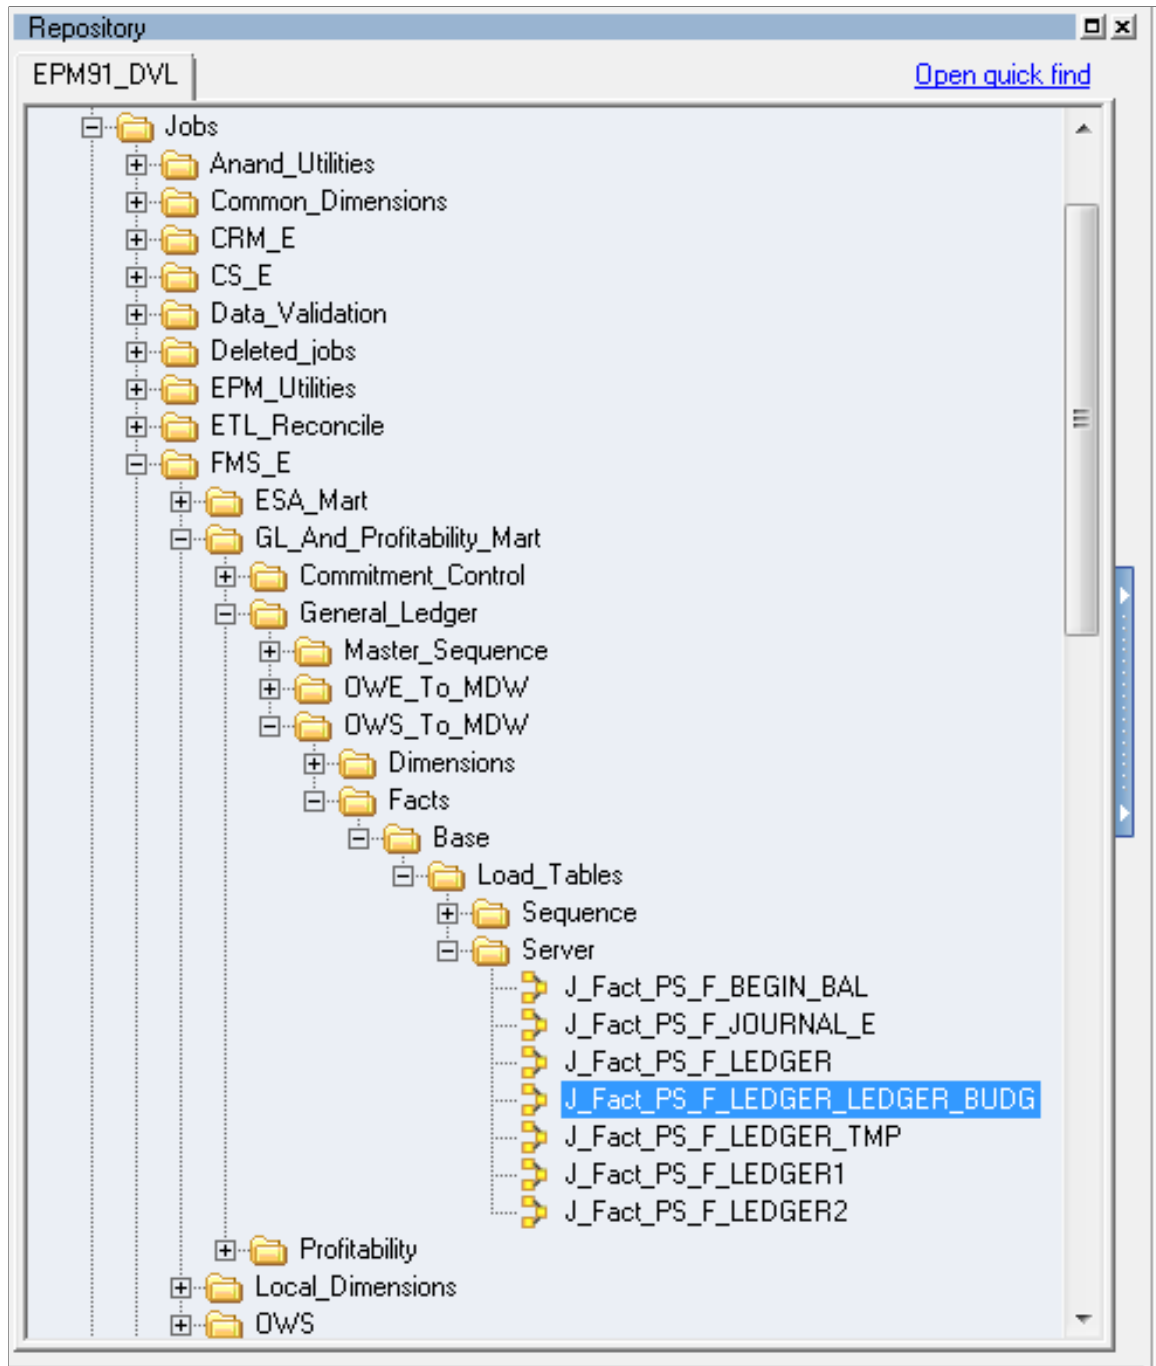 Repository
EPM91_DVL
Open quick find
Jobs
Anand_Utilities
Common_Dimensions
CRM_E
CS_E
Data_Validation
Deleted_jobs
EPM_Utilities
ETL_Reconcile
FMS_E
ESA_Mart
GL_And_Profitability_Mart
Commitment_Control
General_Ledger
Master_Sequence
OWE_To_MDW
OWS_To_MDW
Dimensions
Facts
Base
Load_Tables
Sequence
Server
J_Fact_PS_F_BEGIN_BAL
J_Fact_PS_F_JOURNAL_E
J_Fact_PS_F_LEDGER
J_Fact_PS_F_LEDGER_LEDGER_BUDG
J_Fact_PS_F_LEDGER_TMP
J_Fact_PS_F_LEDGER1
J_Fact_PS_F_LEDGER2
Profitability
Local_Dimensions
OWS